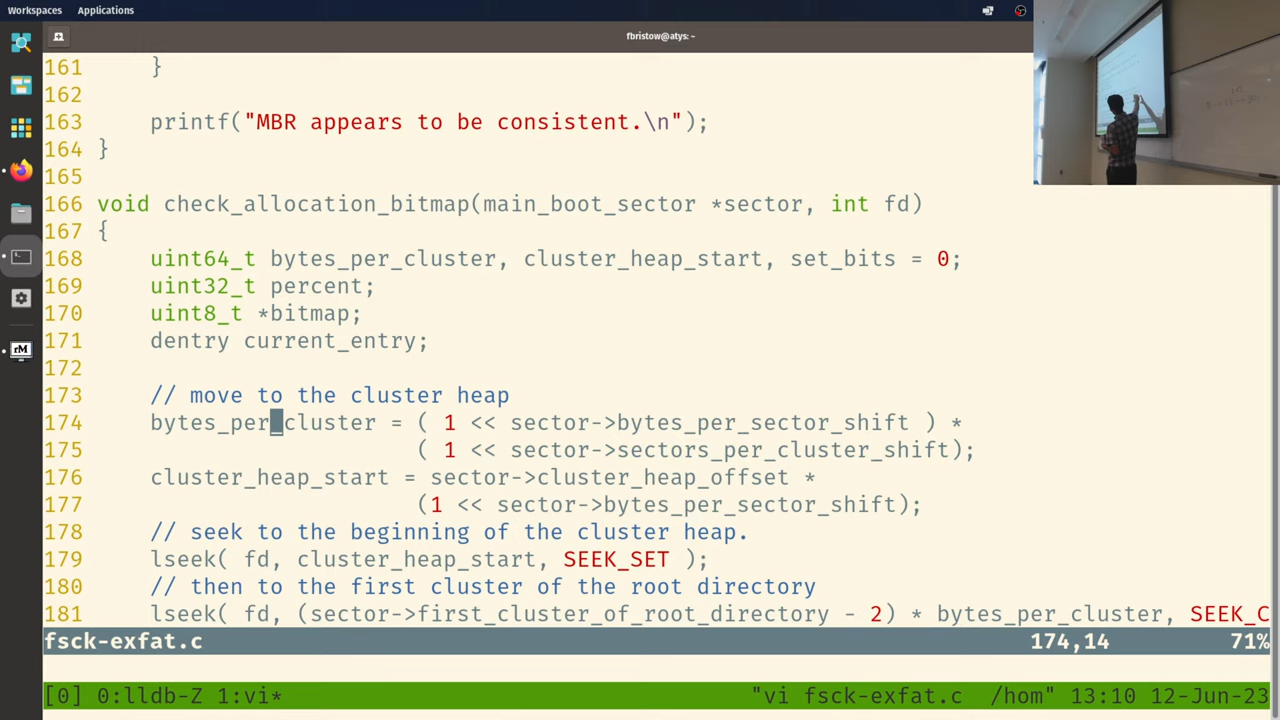 Workspaces Applications
fbristow@atys: ~
161 }
162
163 printf("MBR appears to be consistent.\n");
164 }
165
166 void check_allocation_bitmap(main_boot_sector *sector, int fd)
167 {
168 uint64_t bytes_per_cluster, cluster_heap_start, set_bits = 0;
169 uint32_t percent;
170 uint8_t *bitmap;
171 dentry current_entry;
172
173 // move to the cluster heap
174 bytes_per_cluster = ( 1 << sector->bytes_per_sector_shift ) *
175 ( 1 << sector->sectors_per_cluster_shift);
176 cluster_heap_start = sector->cluster_heap_offset *
177 (1 << sector->bytes_per_sector_shift);
178 // seek to the beginning of the cluster heap.
179 lseek( fd, cluster_heap_start, SEEK_SET );
180 // then to the first cluster of the root directory
181 lseek( fd, (sector->first_cluster_of_root_directory - 2) * bytes_per_cluster, SEEK_C
fsck-exfat.c 174,14 71%
[0] 0:lldb-Z 1:vi* "vi fsck-exfat.c /hom" 13:10 12-Jun-23
rM